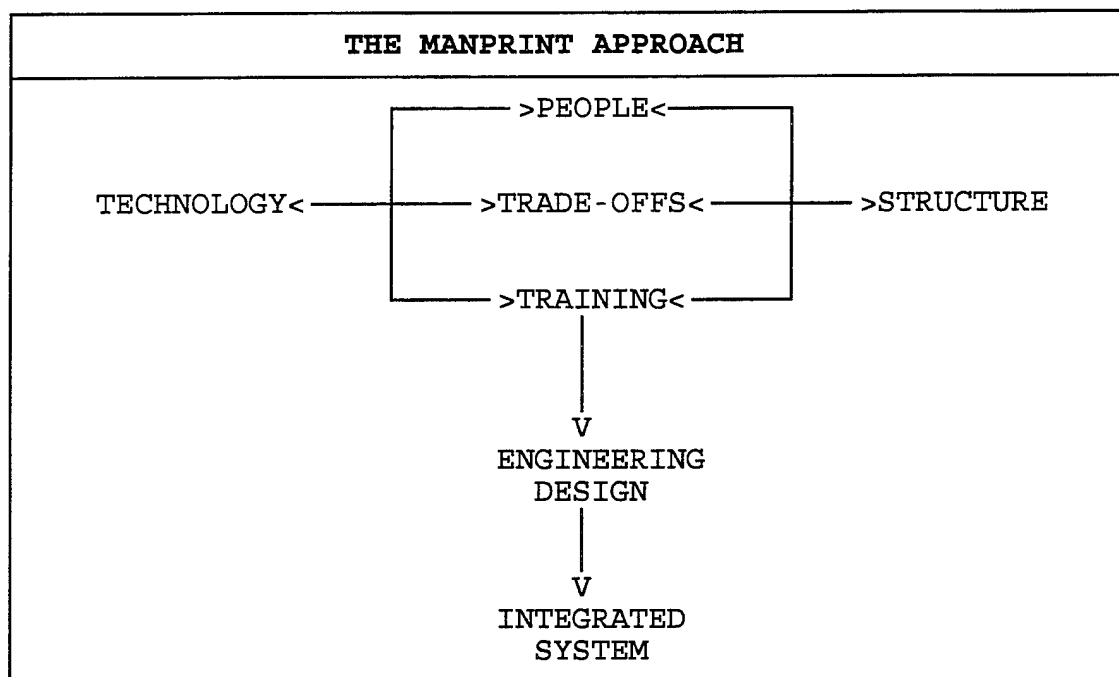 THE MANPRINT APPROACH
>PEOPLE<
TECHNOLOGY< >TRADE-OFFS< >STRUCTURE
>TRAINING<
V
ENGINEERING
DESIGN
V
INTEGRATED
SYSTEM